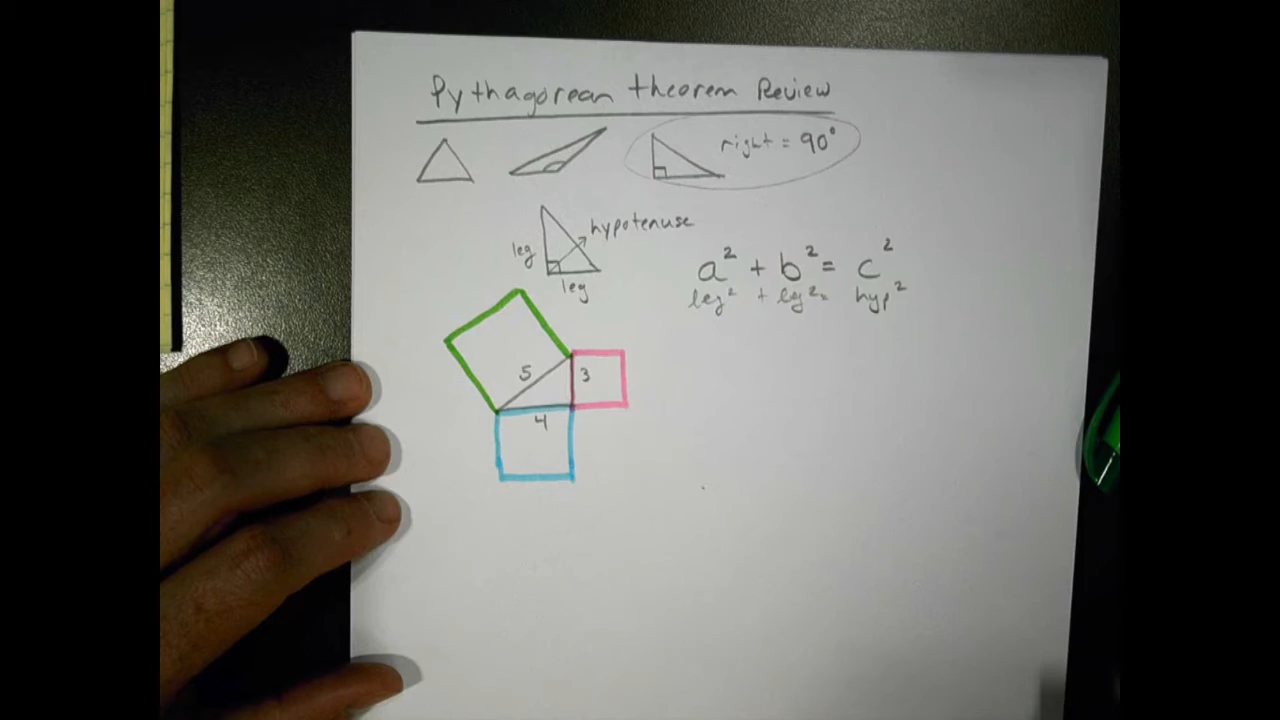 Pythagorean theorem Review
right = 90°
hypotenuse
leg
leg
a² + b² = c²
leg² + leg² = hyp²
5
3
4